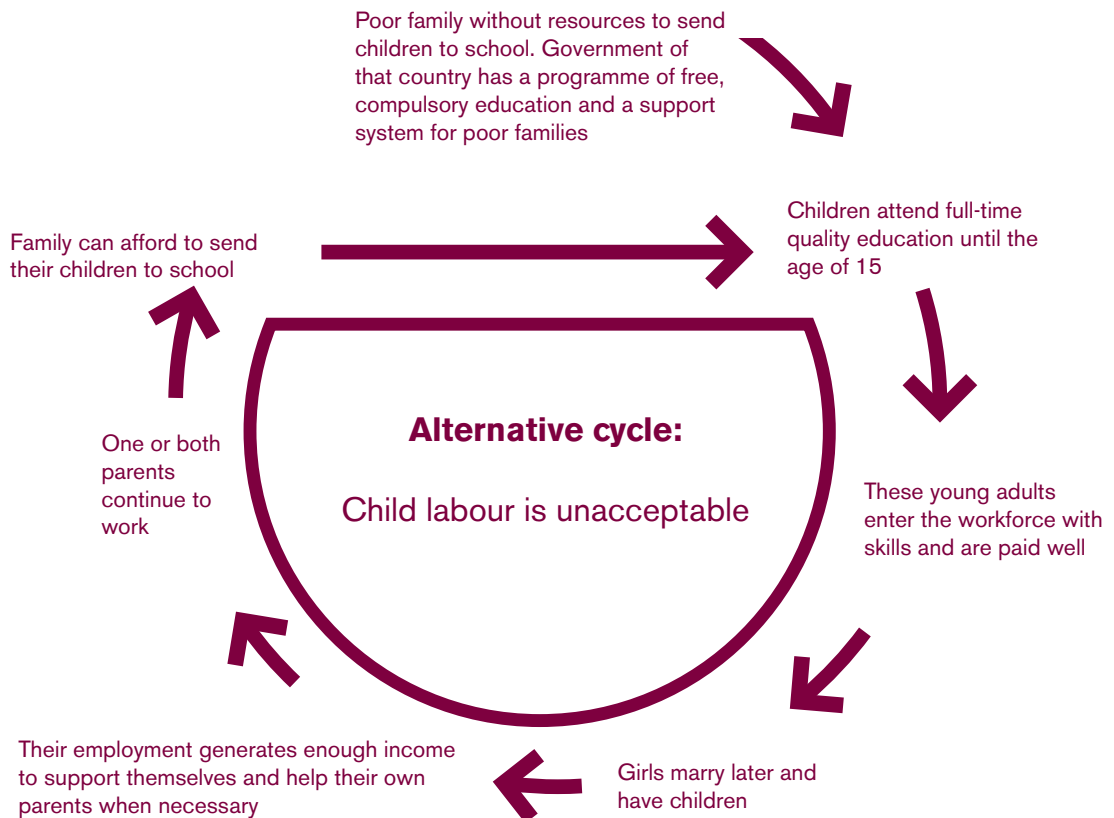 Poor family without resources to send
children to school. Government of
that country has a programme of free,
compulsory education and a support
system for poor families
Children attend full-time
quality education until the
age of 15
These young adults
enter the workforce with
skills and are paid well
Girls marry later and
have children
Their employment generates enough income
to support themselves and help their own
parents when necessary
One or both
parents
continue to
work
Family can afford to send
their children to school
Alternative cycle:
Child labour is unacceptable